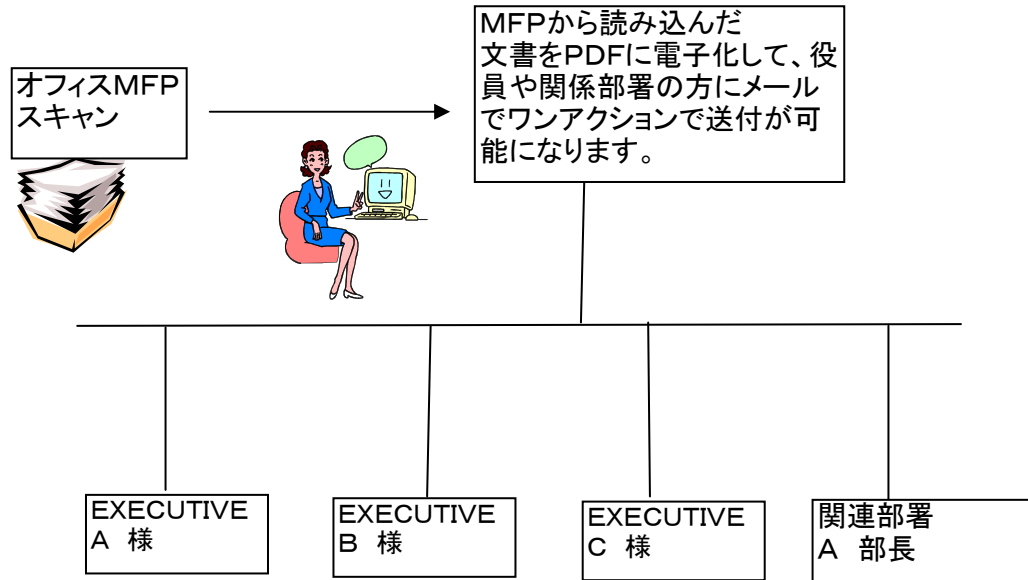 オフィスMFP
スキャン
MFPから読み込んだ
文書をPDFに電子化して、役
員や関係部署の方にメール
でワンアクションで送付が可
能になります。
EXECUTIVE
A 様
EXECUTIVE
B 様
EXECUTIVE
C 様
関連部署
A 部長